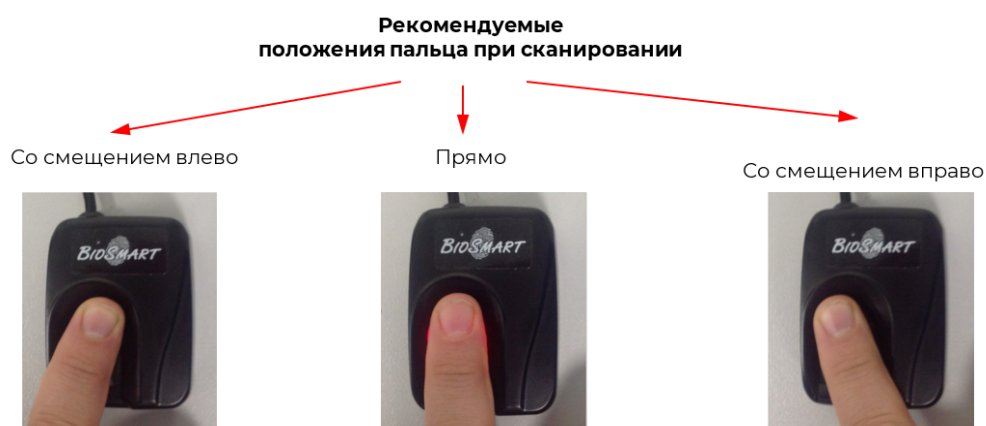 Рекомендуемые
положения пальца при сканировании
Со смещением влево
Прямо
Со смещением вправо
BIOSMART
BIOSMART
BIOSMART